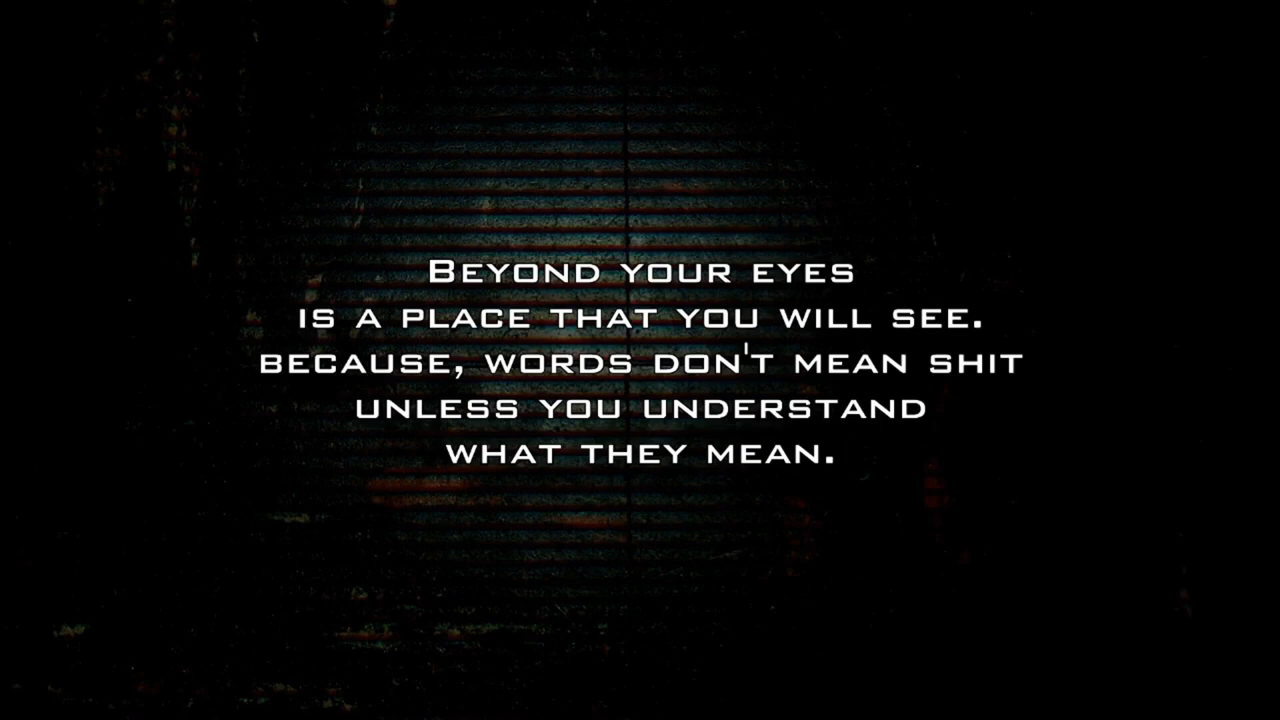 Beyond your eyes
is a place that you will see.
because, words don't mean shit
unless you understand
what they mean.